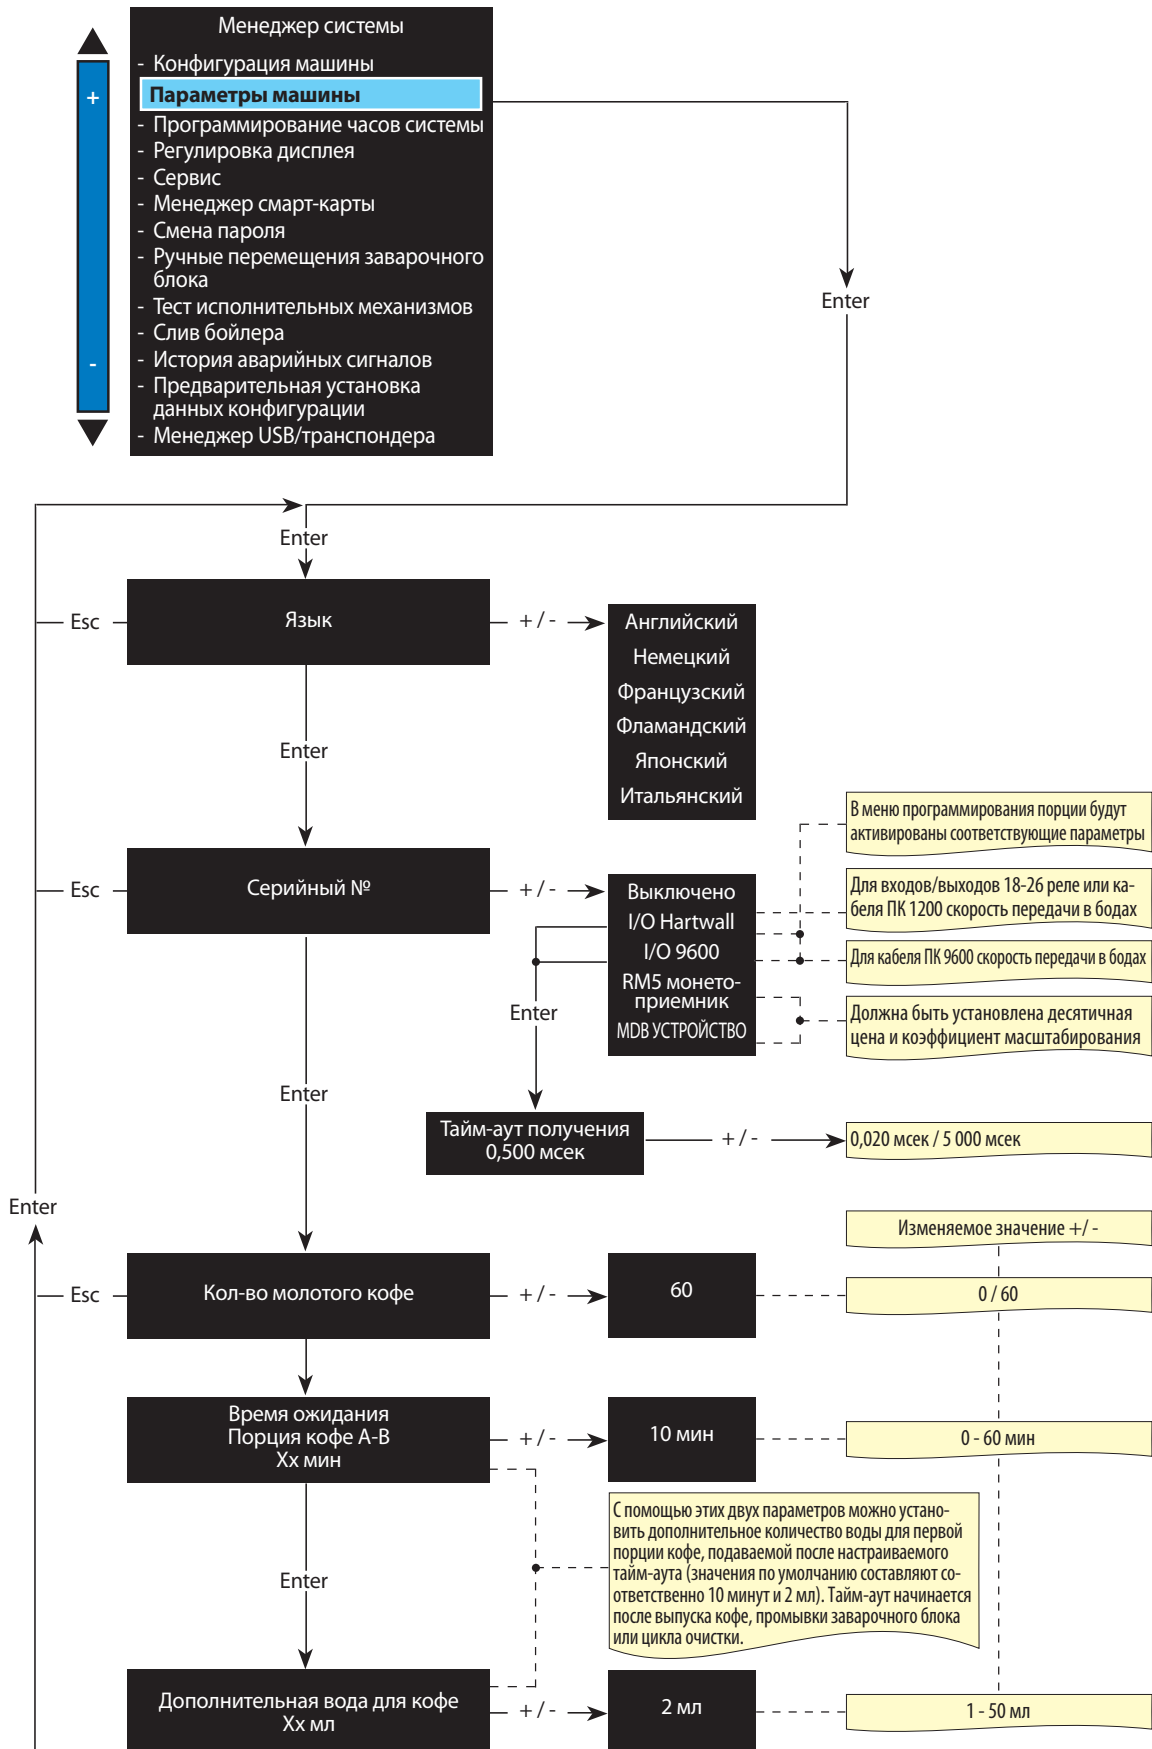 Менеджер системы
- Конфигурация машины
Параметры машины
- Программирование часов системы
- Регулировка дисплея
- Сервис
- Менеджер смарт-карты
- Смена пароля
- Ручные перемещения заварочного
блока
- Тест исполнительных механизмов
- Слив бойлера
- История аварийных сигналов
- Предварительная установка
данных конфигурации
- Менеджер USB/транспондера
+
-
Enter
Enter
Esc
Язык
+ / -
Английский
Немецкий
Французский
Фламандский
Японский
Итальянский
Enter
Esc
Серийный №
+ / -
Выключено
I/O Hartwall
I/O 9600
RM5 монето-
приемник
MDB УСТРОЙСТВО
В меню программирования порции будут
активированы соответствующие параметры
Для входов/выходов 18-26 реле или ка-
беля ПК 1200 скорость передачи в бодах
Для кабеля ПК 9600 скорость передачи в бодах
Должна быть установлена десятичная
цена и коэффициент масштабирования
Enter
Enter
Тайм-аут получения
0,500 мсек
+ / -
0,020 мсек / 5 000 мсек
Enter
Изменяемое значение +/ -
Esc
Кол-во молотого кофе
+ / -
60
0 / 60
Время ожидания
Порция кофе A-B
Xx мин
+ / -
10 мин
0 - 60 мин
С помощью этих двух параметров можно устано-
вить дополнительное количество воды для первой
порции кофе, подаваемой после настраиваемого
тайм-аута (значения по умолчанию составляют со-
ответственно 10 минут и 2 мл). Тайм-аут начинается
после выпуска кофе, промывки заварочного блока
или цикла очистки.
Enter
Дополнительная вода для кофе
Xx мл
+ / -
2 мл
1 - 50 мл